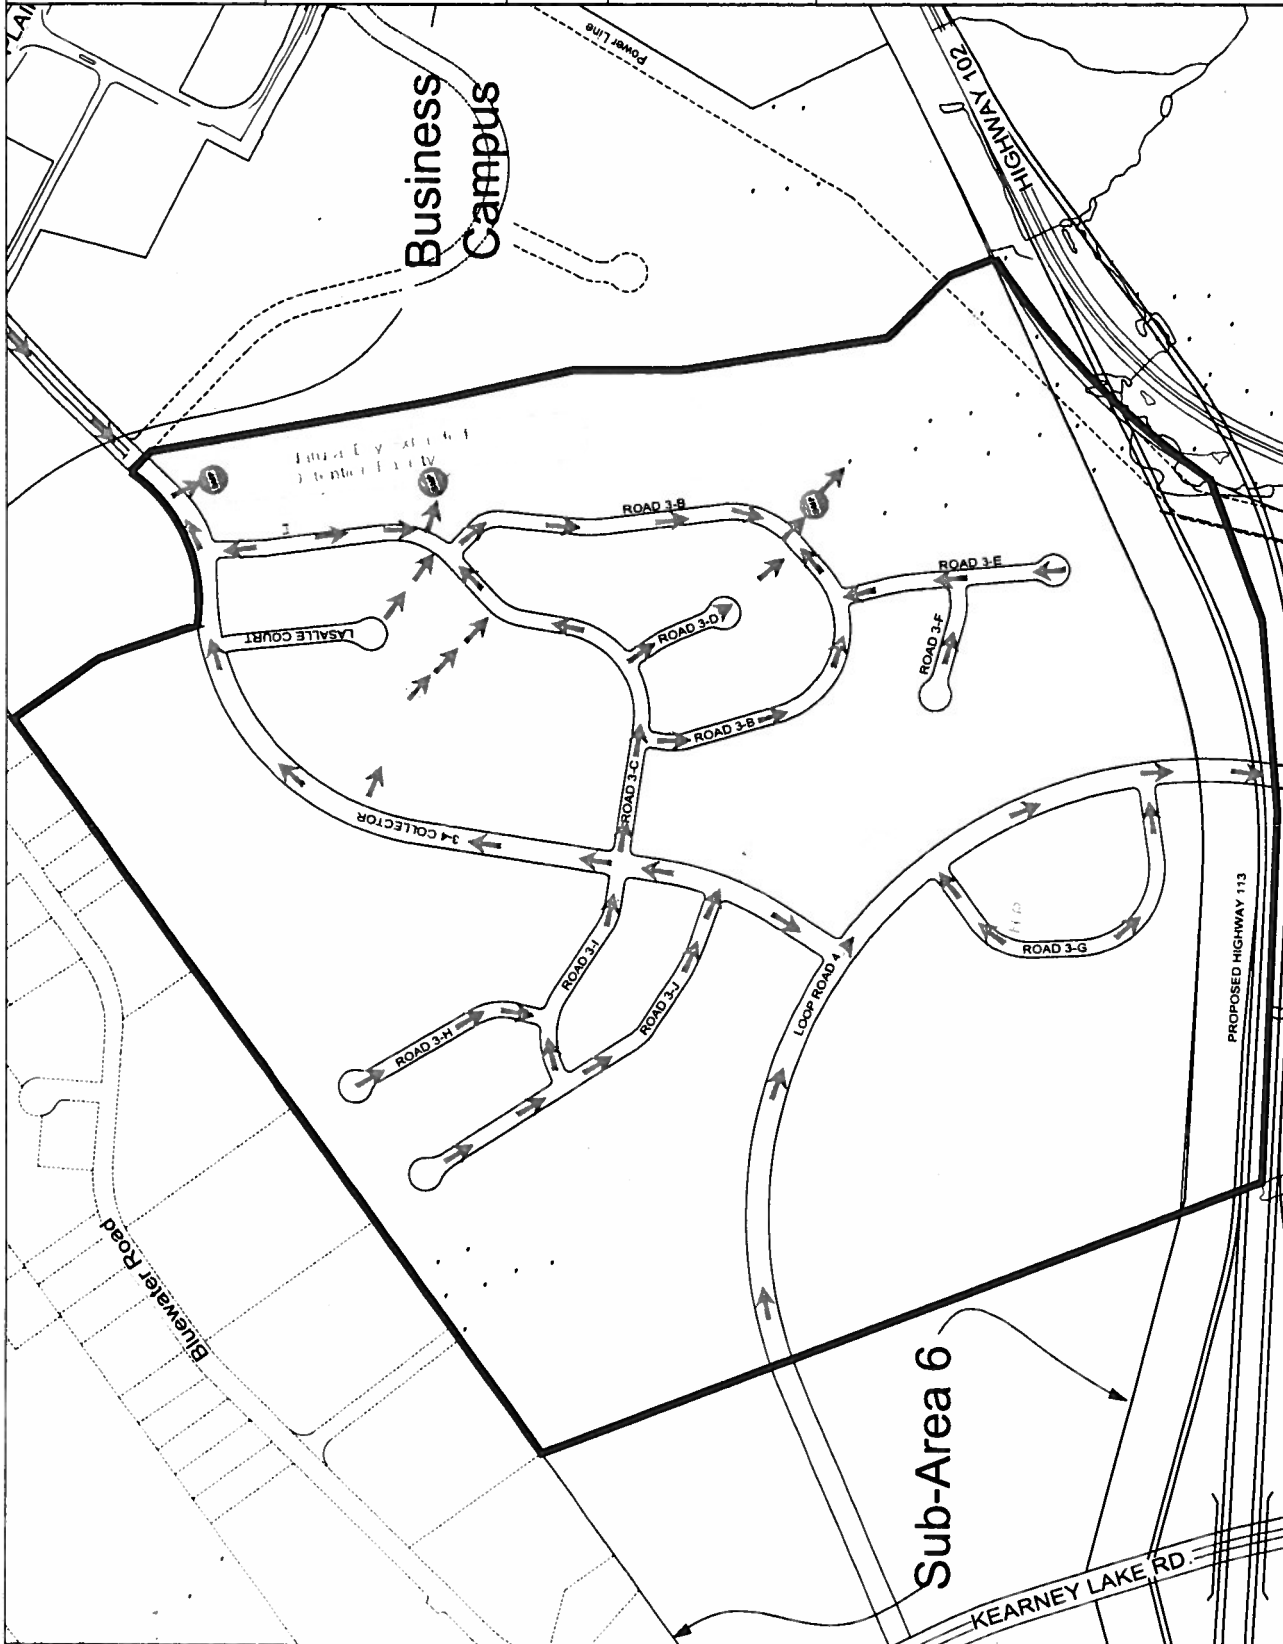 Power Line
HIGHWAY 102
Business
Campus
ROAD 3-B
ROAD 3-E
LASALLE COURT
ROAD 3-D
ROAD 3-F
ROAD 3-B
ROAD 3-C
3-4 COLLECTOR
ROAD 3-I
ROAD 3-G
PROPOSED HIGHWAY 113
ROAD 3-J
LOOP ROAD 4
ROAD 3-H
Bluewater Road
Sub-Area 6
KEARNEY LAKE RD.